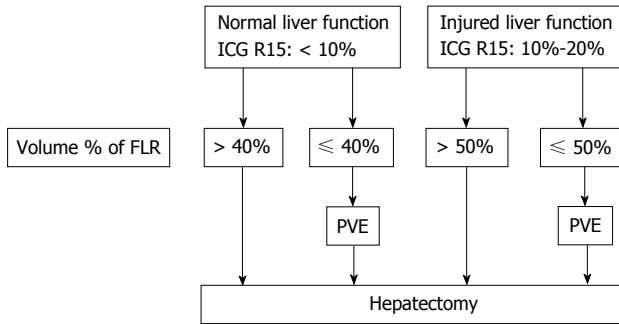 Normal liver function
ICG R15: < 10%
Injured liver function
ICG R15: 10%-20%
Volume % of FLR
> 40%
≤ 40%
> 50%
≤ 50%
PVE
PVE
Hepatectomy